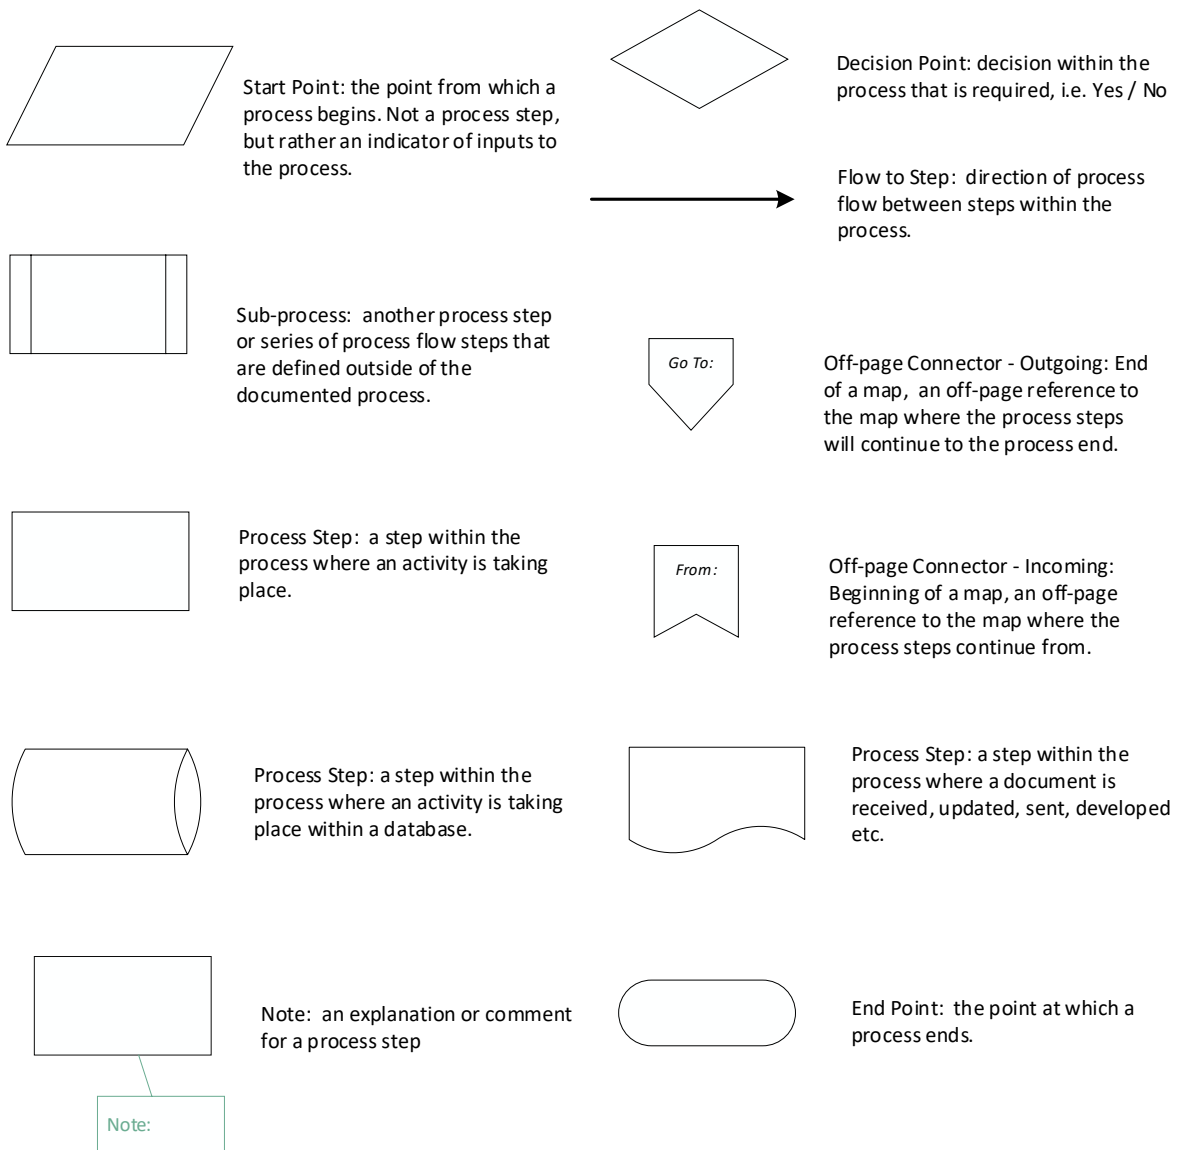 Start Point: the point from which a
process begins. Not a process step,
but rather an indicator of inputs to
the process.
Decision Point: decision within the
process that is required, i.e. Yes / No
Flow to Step: direction of process
flow between steps within the
process.
Sub-process: another process step
or series of process flow steps that
are defined outside of the
documented process.
Go To:
Off-page Connector - Outgoing: End
of a map, an off-page reference to
the map where the process steps
will continue to the process end.
Process Step: a step within the
process where an activity is taking
place.
From:
Off-page Connector - Incoming:
Beginning of a map, an off-page
reference to the map where the
process steps continue from.
Process Step: a step within the
process where an activity is taking
place within a database.
Process Step: a step within the
process where a document is
received, updated, sent, developed
etc.
Note: an explanation or comment
for a process step
Note:
End Point: the point at which a
process ends.